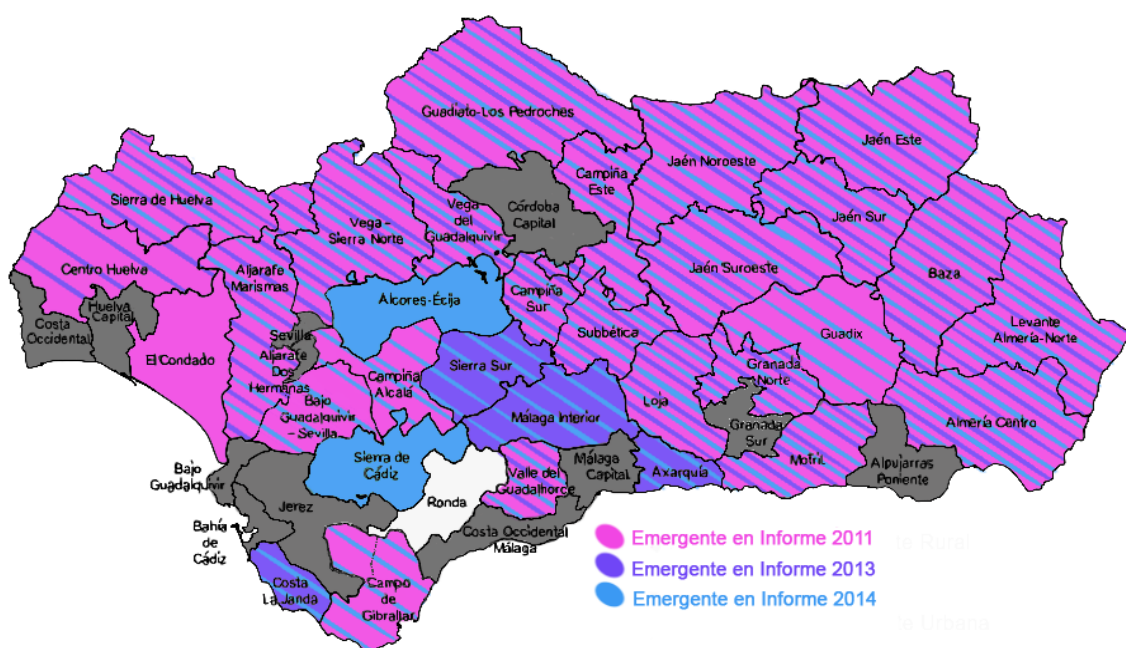 Guadiato-Los Pedroches
Jaén Este
Jaén Noroeste
Campiña
Este
Sierra de Huelva
Vega
del
Guadalquivir
Córdoba
Capital
Jaén Sur
Vega -
Sierra Norte
Centro Huelva
Aljarafe
Marismas
Jaén Suroeste
Baza
Alcores-Écija
Campiña
Sur
Huelva
Capital
Costa
Occidental
Sevilla
Subbética
Guadix
Levante
Almería-Norte
El Condado
Aljarafe
Dos
Hermanas
Campiña
Alcalá
Sierra Sur
Granada
Norte
Bajo
Guadalquivir
- Sevilla
Málaga Interior
Loja
Granada
Sur
Almería Centro
Sierra de
Cádiz
Málaga
Capital
Axarquía
Motril
Alpujarras
Poniente
Bajo
Guadalquivir
Valle del
Guadalhorce
Jerez
Ronda
Bahía
de
Cádiz
Costa Occidental
Málaga
Costa
La Janda
Campo
de
Gibraltar
Emergente en Informe 2011
te Rural
Emergente en Informe 2013
Emergente en Informe 2014
te Urbana